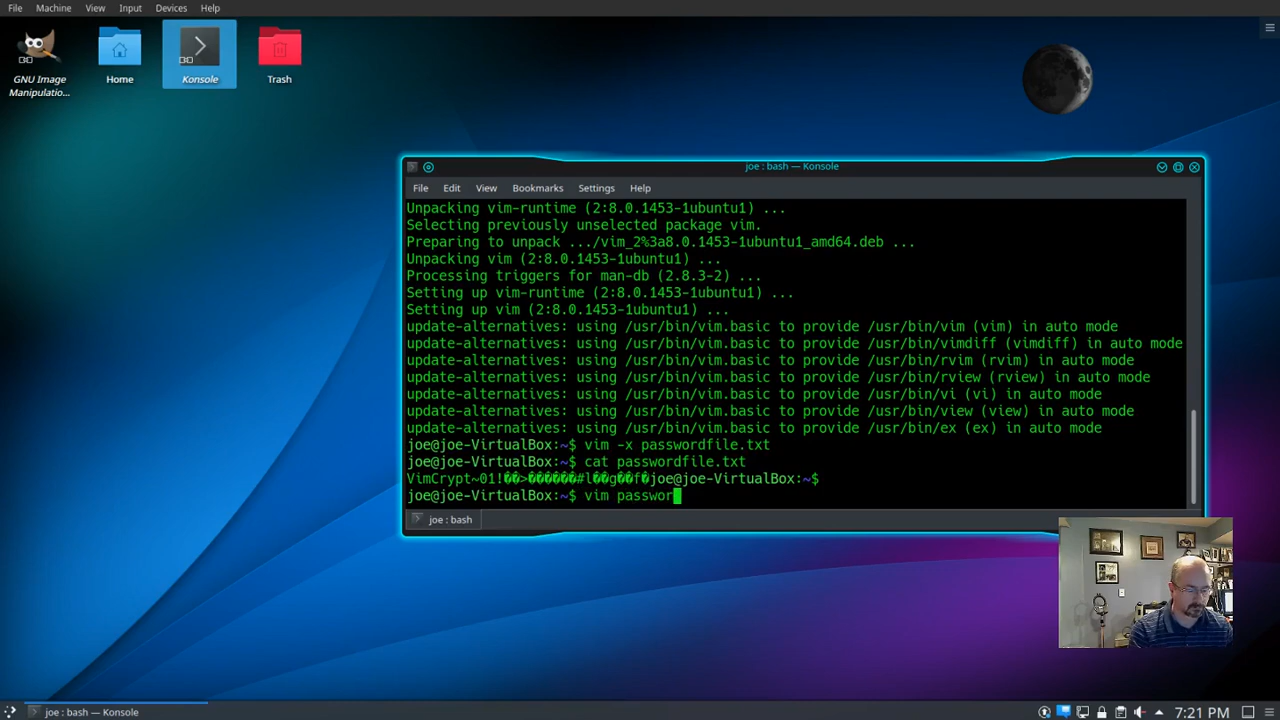 File Machine View Input Devices Help
GNU Image
Manipulatio...
Home
Konsole
Trash
joe : bash — Konsole
File Edit View Bookmarks Settings Help
Unpacking vim-runtime (2:8.0.1453-1ubuntu1) ...
Selecting previously unselected package vim.
Preparing to unpack .../vim_2%3a8.0.1453-1ubuntu1_amd64.deb ...
Unpacking vim (2:8.0.1453-1ubuntu1) ...
Processing triggers for man-db (2.8.3-2) ...
Setting up vim-runtime (2:8.0.1453-1ubuntu1) ...
Setting up vim (2:8.0.1453-1ubuntu1) ...
update-alternatives: using /usr/bin/vim.basic to provide /usr/bin/vim (vim) in auto mode
update-alternatives: using /usr/bin/vim.basic to provide /usr/bin/vimdiff (vimdiff) in auto mode
update-alternatives: using /usr/bin/vim.basic to provide /usr/bin/rvim (rvim) in auto mode
update-alternatives: using /usr/bin/vim.basic to provide /usr/bin/rview (rview) in auto mode
update-alternatives: using /usr/bin/vim.basic to provide /usr/bin/vi (vi) in auto mode
update-alternatives: using /usr/bin/vim.basic to provide /usr/bin/view (view) in auto mode
update-alternatives: using /usr/bin/vim.basic to provide /usr/bin/ex (ex) in auto mode
joe@joe-VirtualBox:~$ vim -x passwordfile.txt
joe@joe-VirtualBox:~$ cat passwordfile.txt
VimCrypt~01!��>������#l��g��f�joe@joe-VirtualBox:~$
joe@joe-VirtualBox:~$ vim passwor
joe : bash
joe : bash — Konsole
7:21 PM